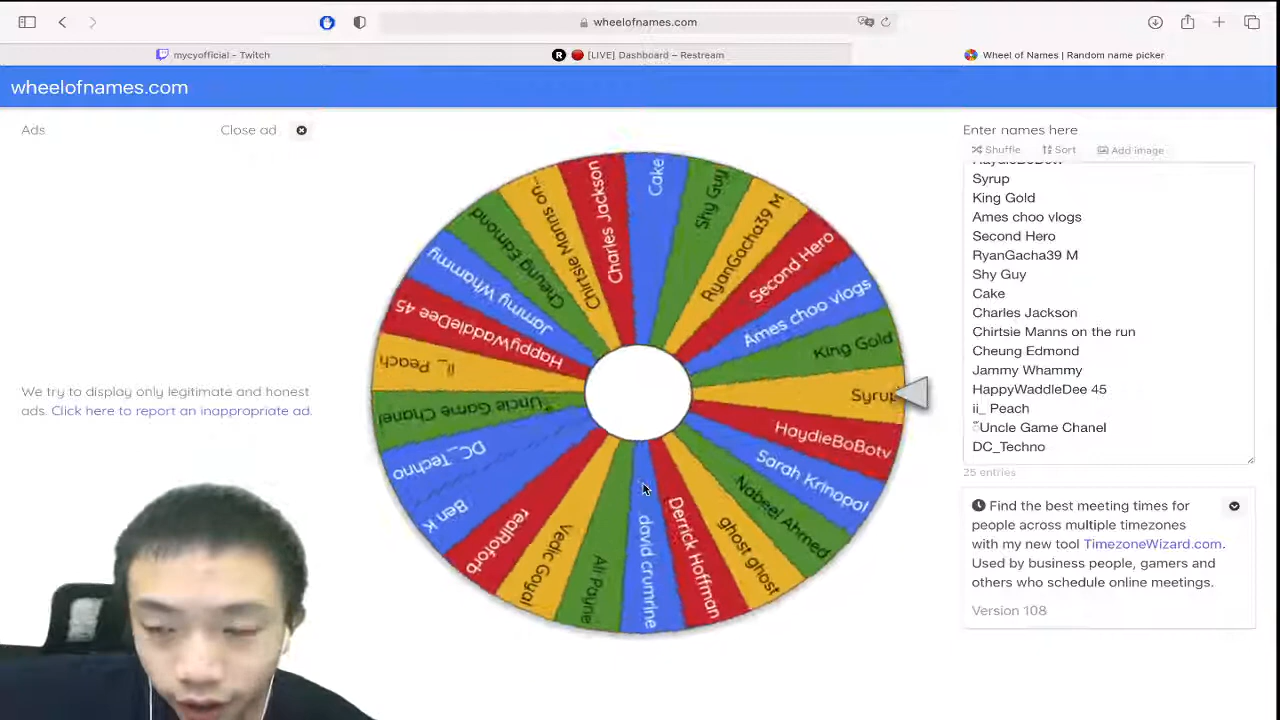 wheelofnames.com
mycyofficial – Twitch
R [LIVE] Dashboard – Restream
Wheel of Names | Random name picker
wheelofnames.com
Ads
Close ad
We try to display only legitimate and honest
ads. Click here to report an inappropriate ad.
Cake
Shy Guy
RyanGacha39 M
Second Hero
Ames choo vlogs
King Gold
Syrup
HaydieBoBotv
Sarah Krinopol
Nabeel Ahmed
ghost ghost
Derrick Hoffman
david crumrine
Ali Payne
Vedic Goyal
realRoforb
Ben K
DC_Techno
Uncle Game Chanel
ii_ Peach
HappyWaddleDee 45
Jammy Whammy
Cheung Edmond
Chirtsie Manns on...
Charles Jackson
Enter names here
Shuffle Sort Add image
Syrup
King Gold
Ames choo vlogs
Second Hero
RyanGacha39 M
Shy Guy
Cake
Charles Jackson
Chirtsie Manns on the run
Cheung Edmond
Jammy Whammy
HappyWaddleDee 45
ii_ Peach
Uncle Game Chanel
DC_Techno
25 entries
Find the best meeting times for
people across multiple timezones
with my new tool TimezoneWizard.com.
Used by business people, gamers and
others who schedule online meetings.
Version 108